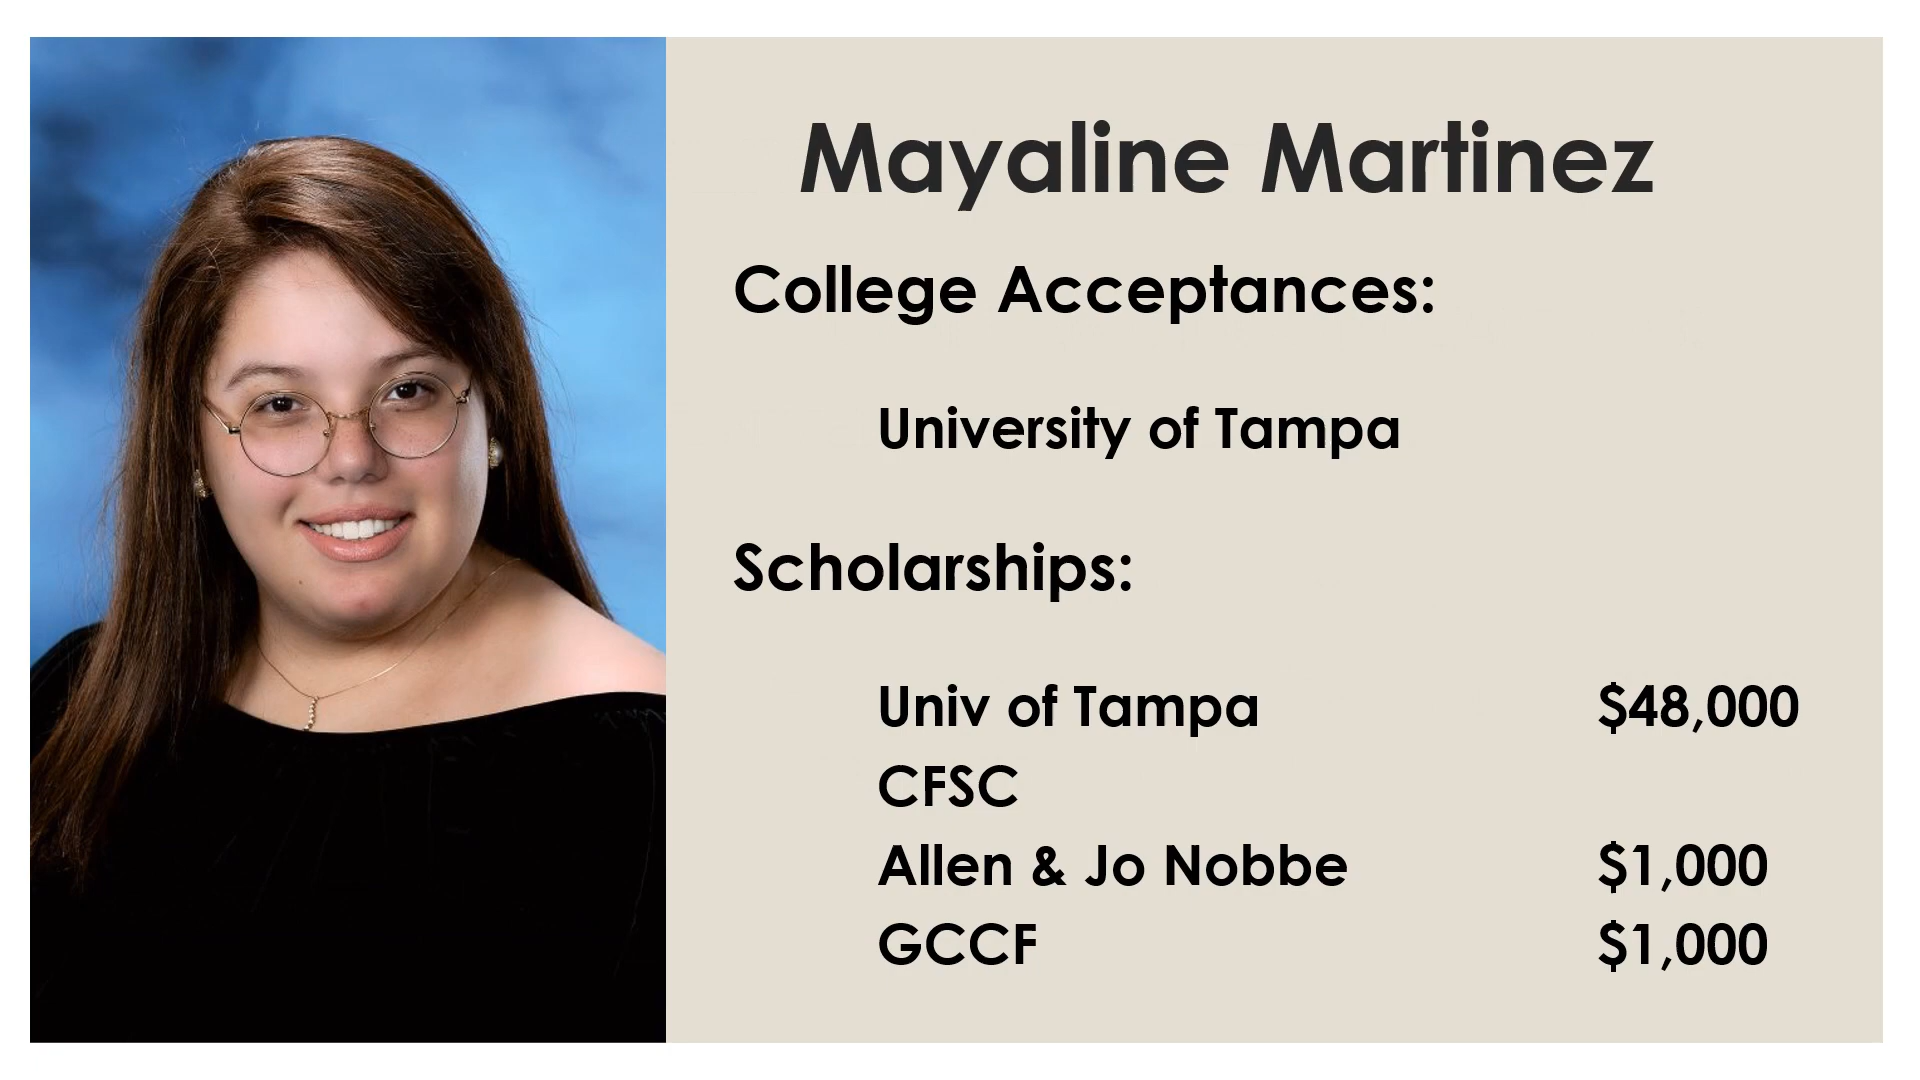 Mayaline Martinez
College Acceptances:
University of Tampa
Scholarships:
Univ of Tampa $48,000
CFSC
Allen & Jo Nobbe $1,000
GCCF $1,000